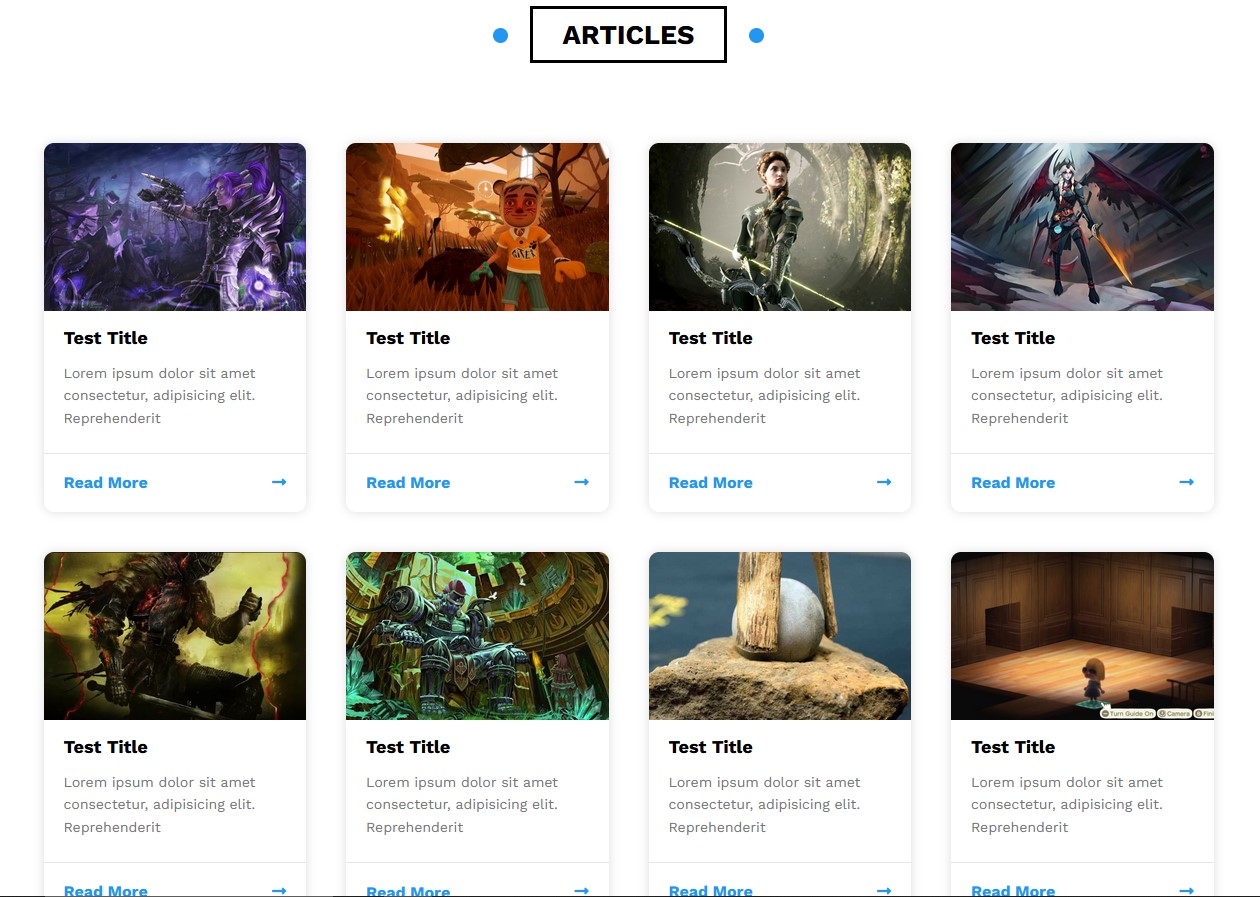 ARTICLES
Test Title
Lorem ipsum dolor sit amet
consectetur, adipisicing elit.
Reprehenderit
Read More
Test Title
Lorem ipsum dolor sit amet
consectetur, adipisicing elit.
Reprehenderit
Read More
Test Title
Lorem ipsum dolor sit amet
consectetur, adipisicing elit.
Reprehenderit
Read More
Test Title
Lorem ipsum dolor sit amet
consectetur, adipisicing elit.
Reprehenderit
Read More
Test Title
Lorem ipsum dolor sit amet
consectetur, adipisicing elit.
Reprehenderit
Read More
Test Title
Lorem ipsum dolor sit amet
consectetur, adipisicing elit.
Reprehenderit
Read More
Test Title
Lorem ipsum dolor sit amet
consectetur, adipisicing elit.
Reprehenderit
Read More
Turn Guide On Camera Fini
Test Title
Lorem ipsum dolor sit amet
consectetur, adipisicing elit.
Reprehenderit
Read More